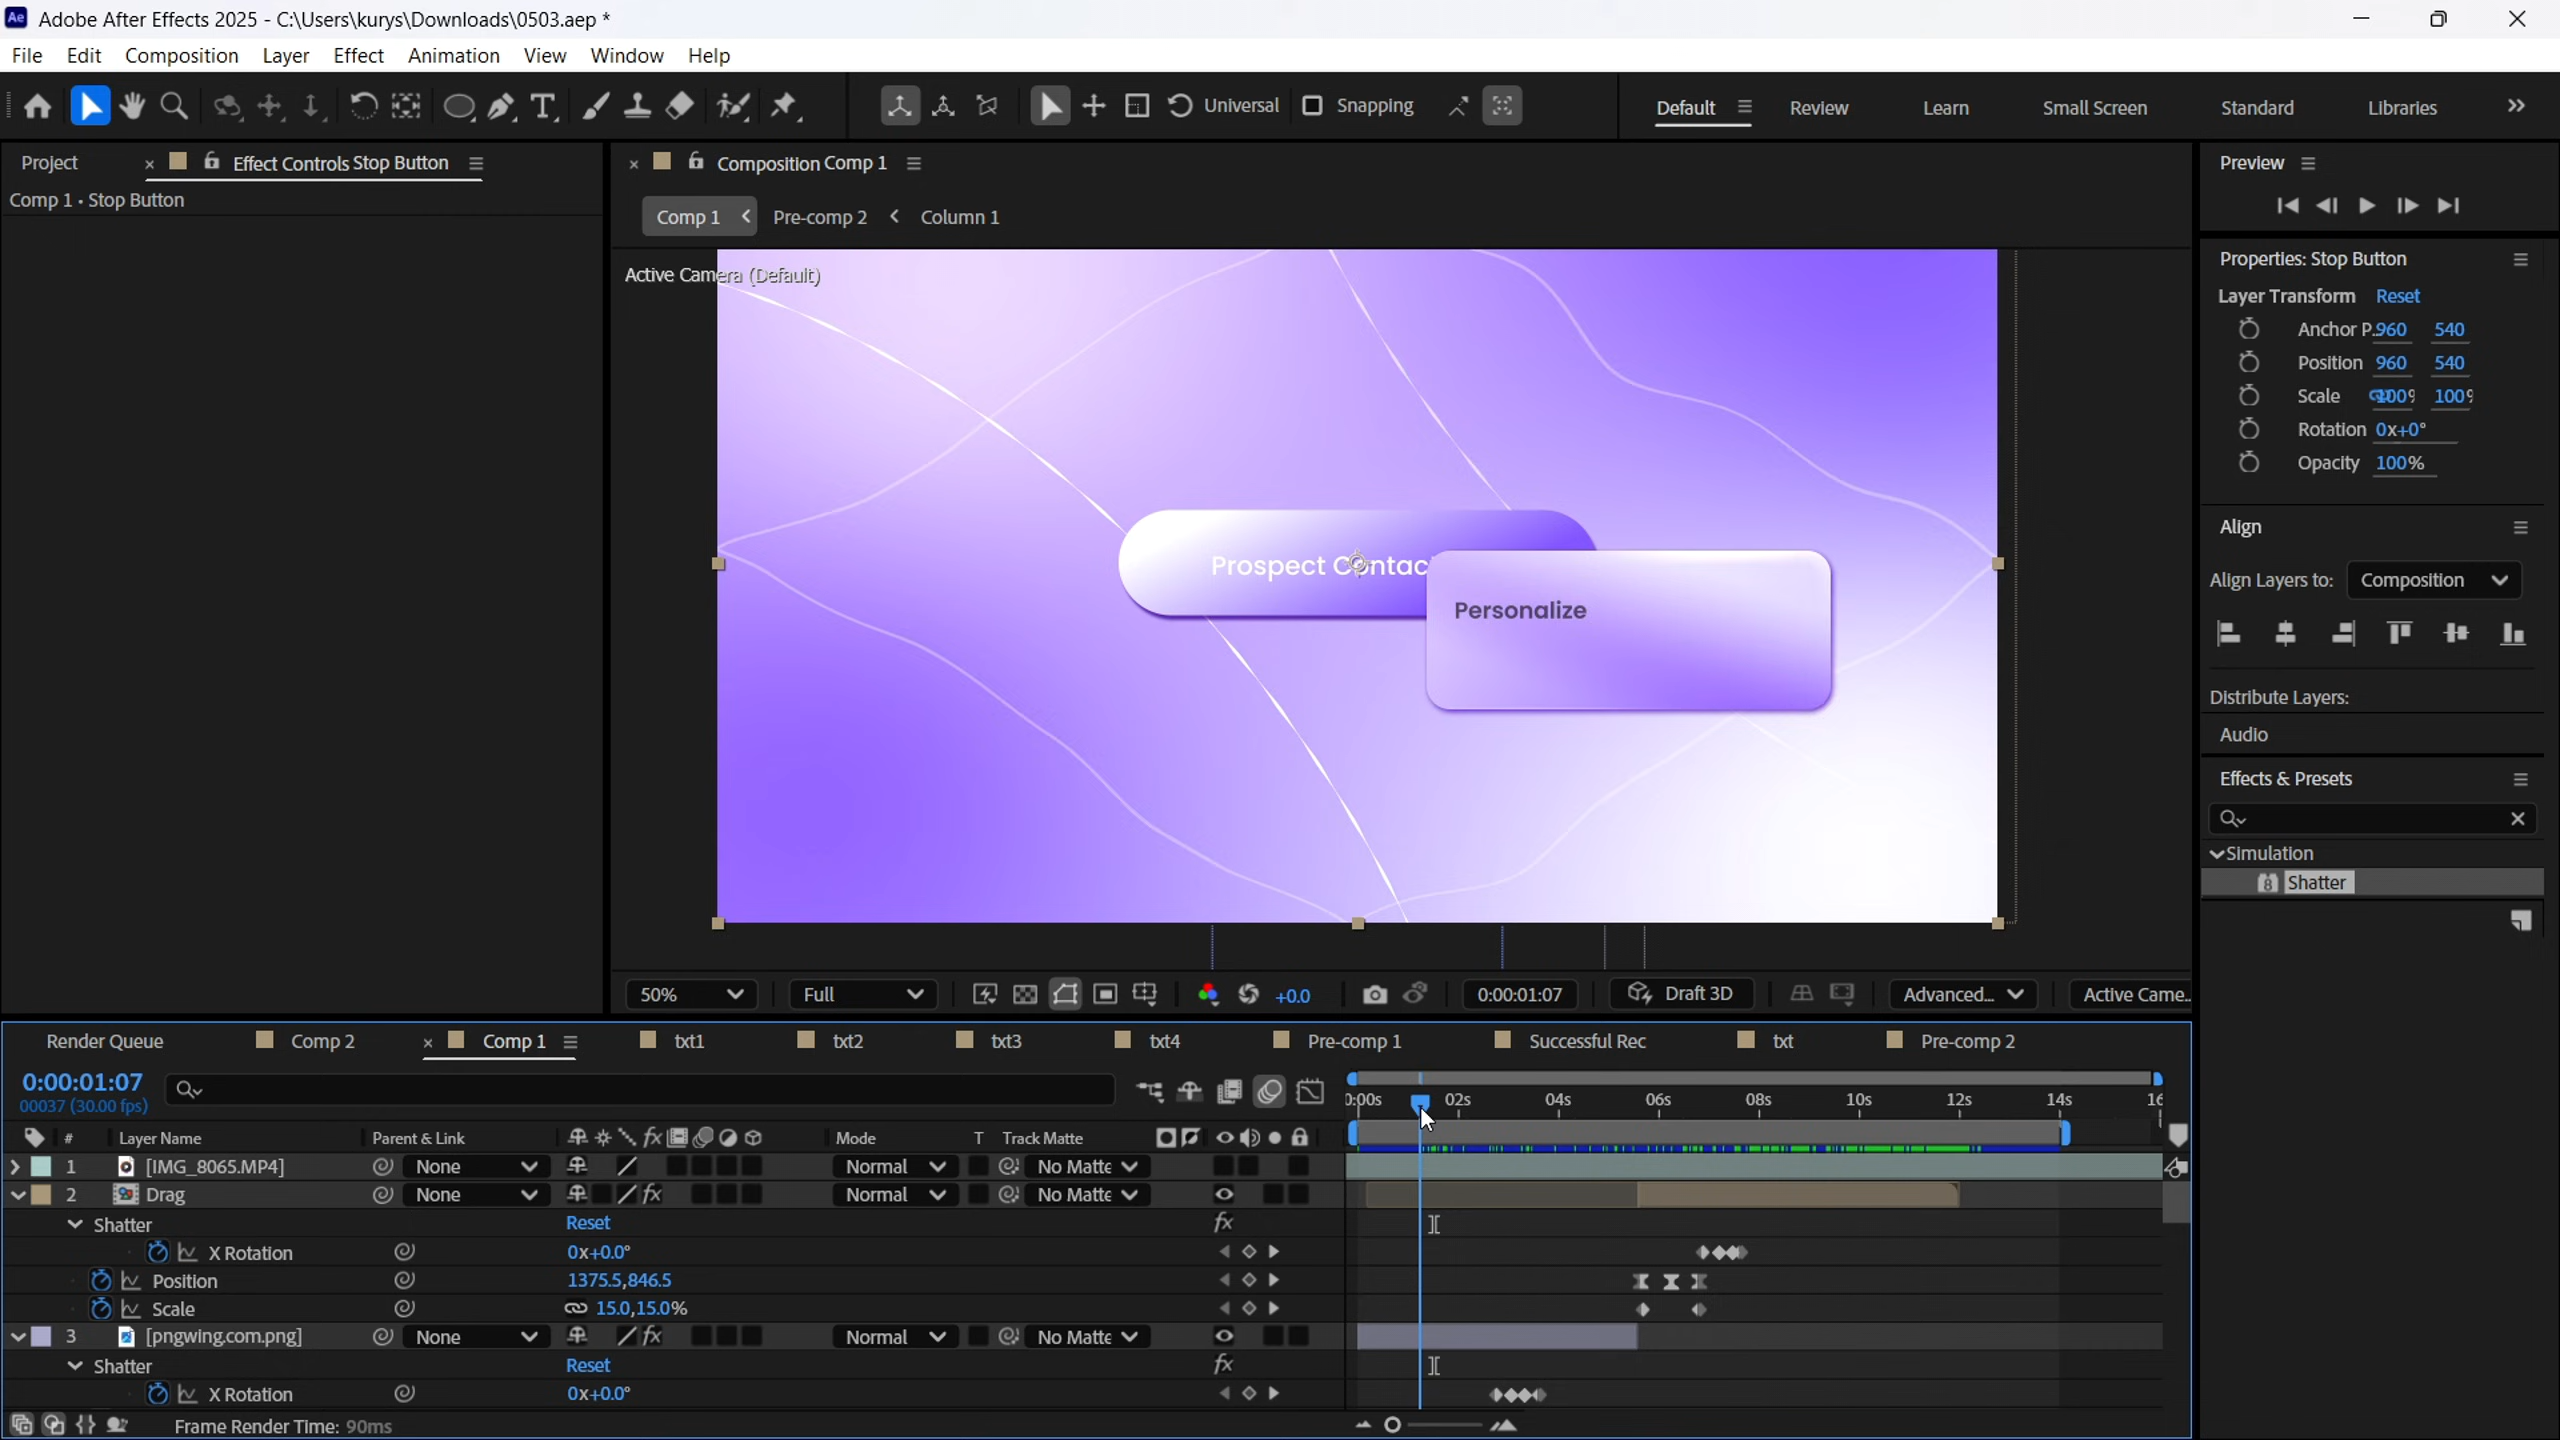 Adobe After Effects 2025 - C:\Users\kurys\Downloads\0503.aep *
File Edit Composition Layer Effect Animation View Window Help
Universal Snapping Default Review Learn Small Screen Standard Libraries
Project Effect Controls Stop Button
Comp 1 • Stop Button
Composition Comp 1
Comp 1 Pre-comp 2 Column 1
Active Camera (Default)
Prospect Contac
Personalize
50% Full +0.0 0:00:01:07 Draft 3D Advanced... Active Came..
Preview
Properties: Stop Button
Layer Transform Reset
Anchor P. 960 540
Position 960 540
Scale 100% 100%
Rotation 0x+0°
Opacity 100%
Align
Align Layers to: Composition
Distribute Layers:
Audio
Effects & Presets
Simulation
Shatter
Render Queue Comp 2 Comp 1 txt1 txt2 txt3 txt4 Pre-comp 1 Successful Rec txt Pre-comp 2
0:00:01:07
00037 (30.00 fps)
0:00s 02s 04s 06s 08s 10s 12s 14s 16
# Layer Name Parent & Link Mode T Track Matte
1 [IMG_8065.MP4] None Normal No Matte
2 Drag None Normal No Matte
Shatter Reset
X Rotation 0x+0.0°
Position 1375.5,846.5
Scale 15.0,15.0%
3 [pngwing.com.png] None Normal No Matte
Shatter Reset
X Rotation 0x+0.0°
Frame Render Time: 90ms